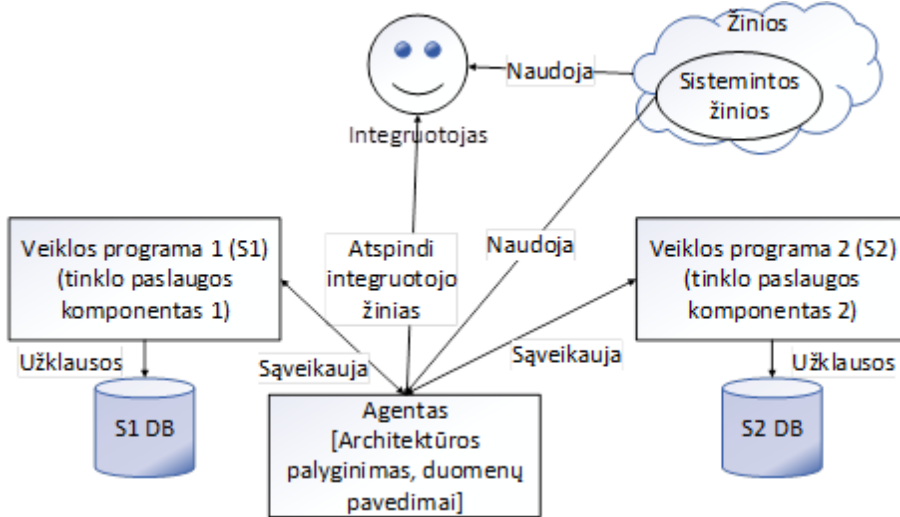 Žinios
Naudoja
Sistemintos
žinios
Integruotojas
Veiklos programa 1 (S1)
(tinklo paslaugos
komponentas 1)
Atspindi
integruotojo
žinias
Naudoja
Veiklos programa 2 (S2)
(tinklo paslaugos
komponentas 2)
Užklausos
Sąveikauja
Sąveikauja
Užklausos
S1 DB
Agentas
[Architektūros
palyginimas, duomenų
pavedimai]
S2 DB